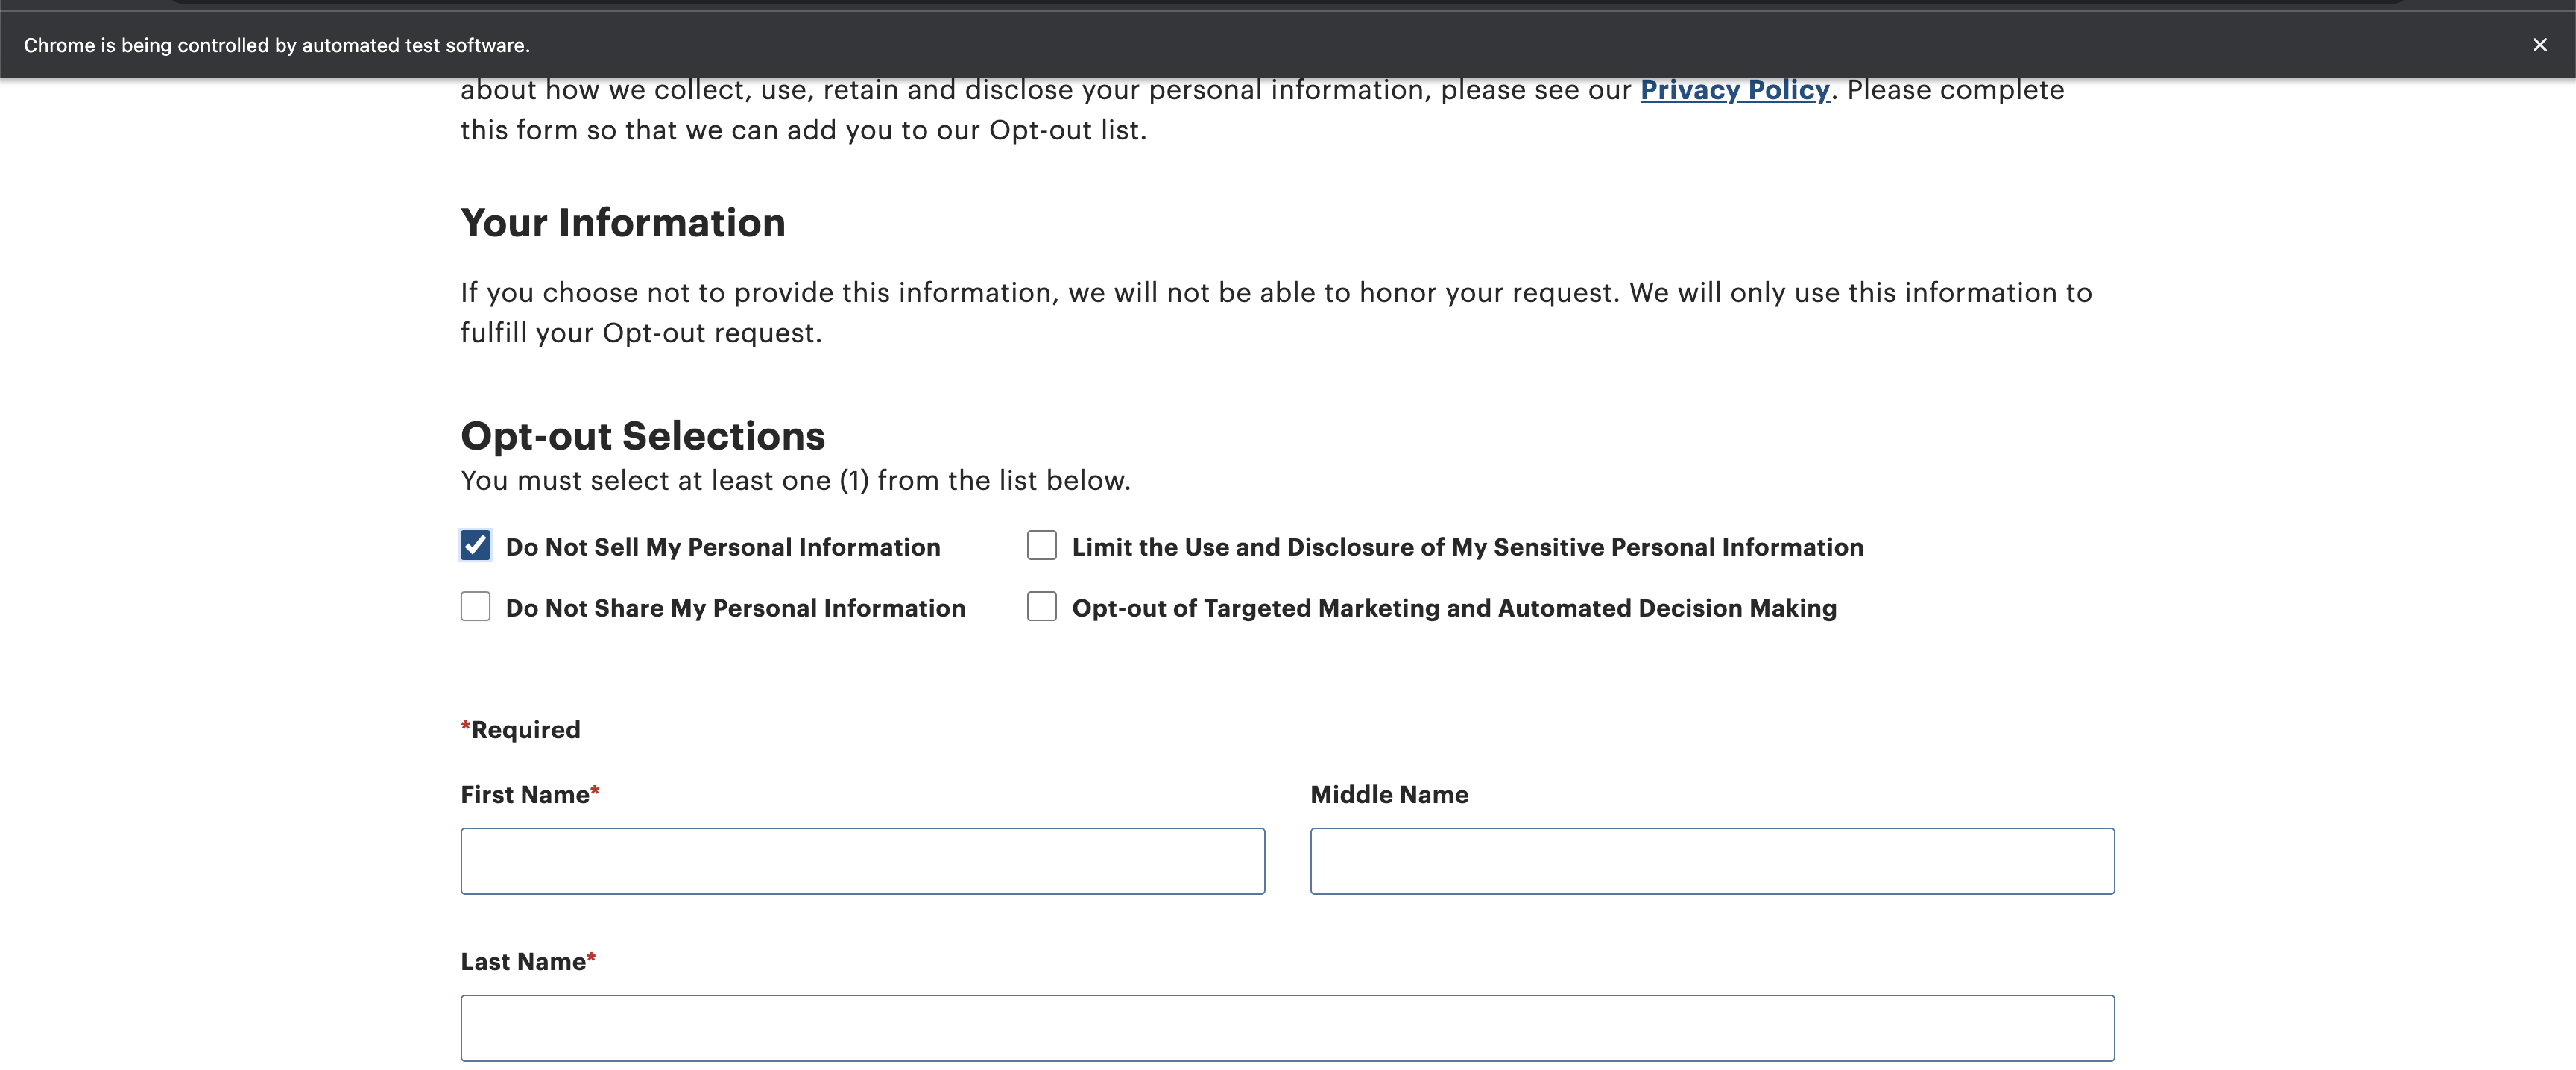 Chrome is being controlled by automated test software.
about how we collect, use, retain and disclose your personal information, please see our Privacy Policy. Please complete
this form so that we can add you to our Opt-out list.
Your Information
If you choose not to provide this information, we will not be able to honor your request. We will only use this information to
fulfill your Opt-out request.
Opt-out Selections
You must select at least one (1) from the list below.
Do Not Sell My Personal Information
Limit the Use and Disclosure of My Sensitive Personal Information
Do Not Share My Personal Information
Opt-out of Targeted Marketing and Automated Decision Making
*Required
First Name*
Middle Name
Last Name*